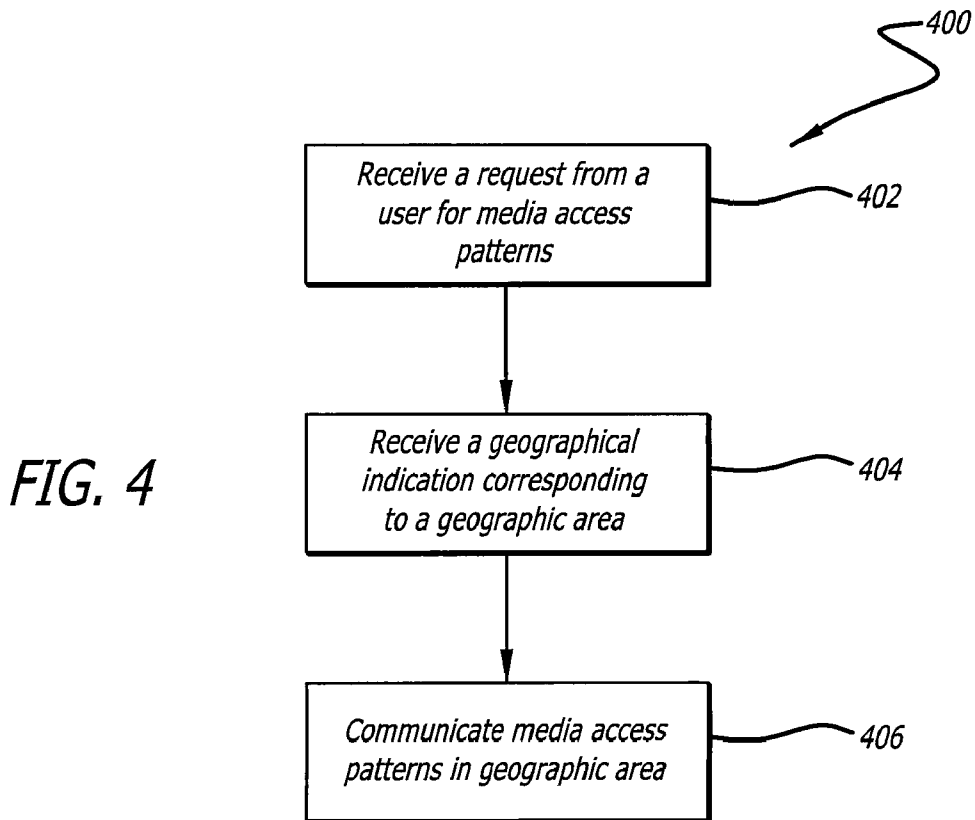 400
Receive a request from a
user for media access
patterns
402
Receive a geographical
indication corresponding
to a geographic area
404
FIG. 4
Communicate media access
patterns in geographic area
406